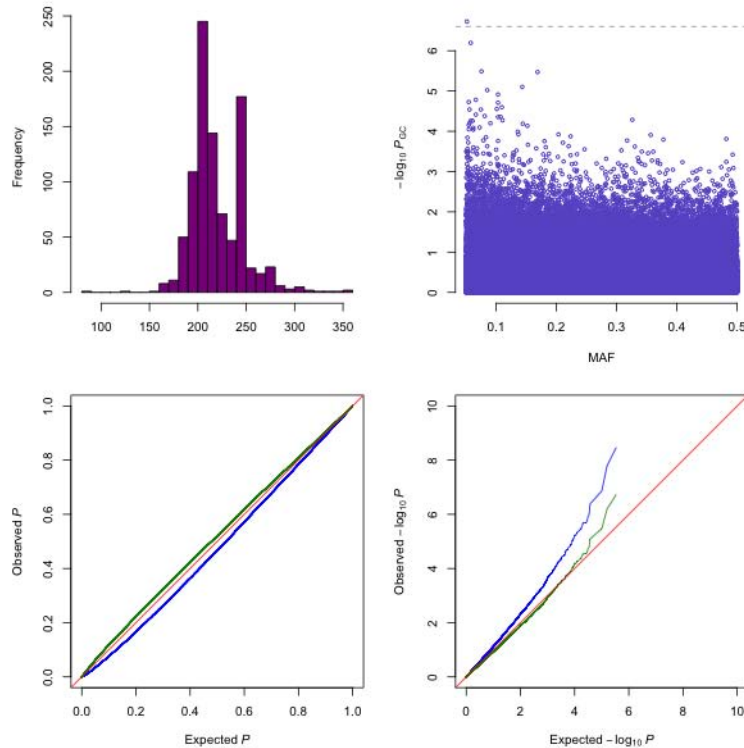 Frequency
0
50
100
150
200
250
100 150 200 250 300 350
−log10 PGC
0
1
2
3
4
5
6
0.1 0.2 0.3 0.4 0.5
MAF
Observed P
0.0
0.2
0.4
0.6
0.8
1.0
0.0 0.2 0.4 0.6 0.8 1.0
Expected P
Observed −log10 P
0
2
4
6
8
10
0 2 4 6 8 10
Expected −log10 P